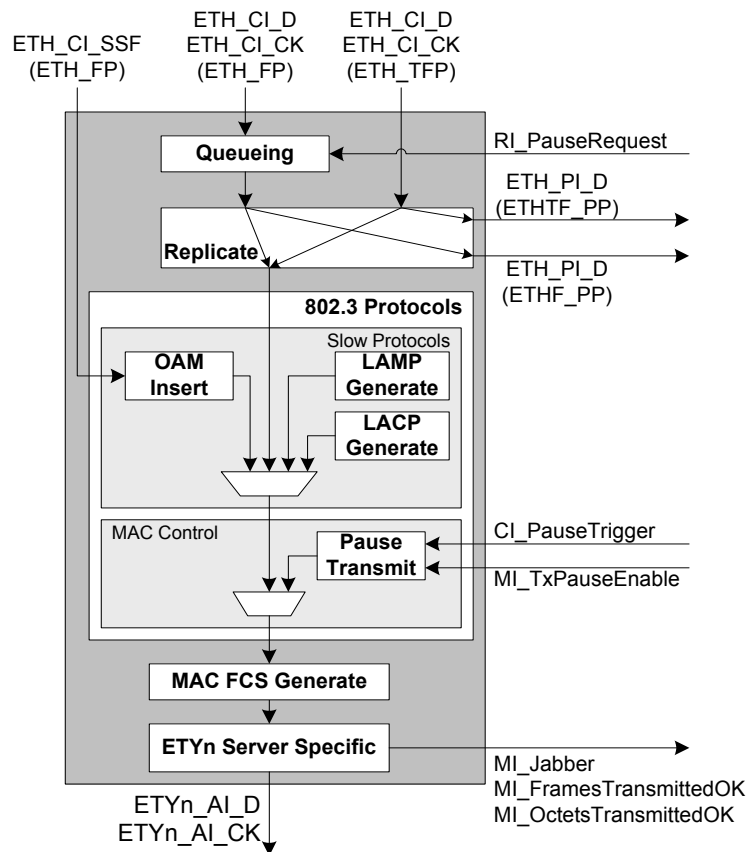 ETH_CI_SSF
(ETH_FP)
ETH_CI_D
ETH_CI_CK
(ETH_FP)
ETH_CI_D
ETH_CI_CK
(ETH_TFP)
Queueing
RI_PauseRequest
ETH_PI_D
(ETHTF_PP)
Replicate
ETH_PI_D
(ETHF_PP)
802.3 Protocols
Slow Protocols
OAM
Insert
LAMP
Generate
LACP
Generate
MAC Control
Pause
Transmit
CI_PauseTrigger
MI_TxPauseEnable
MAC FCS Generate
ETYn Server Specific
MI_Jabber
MI_FramesTransmittedOK
MI_OctetsTransmittedOK
ETYn_AI_D
ETYn_AI_CK